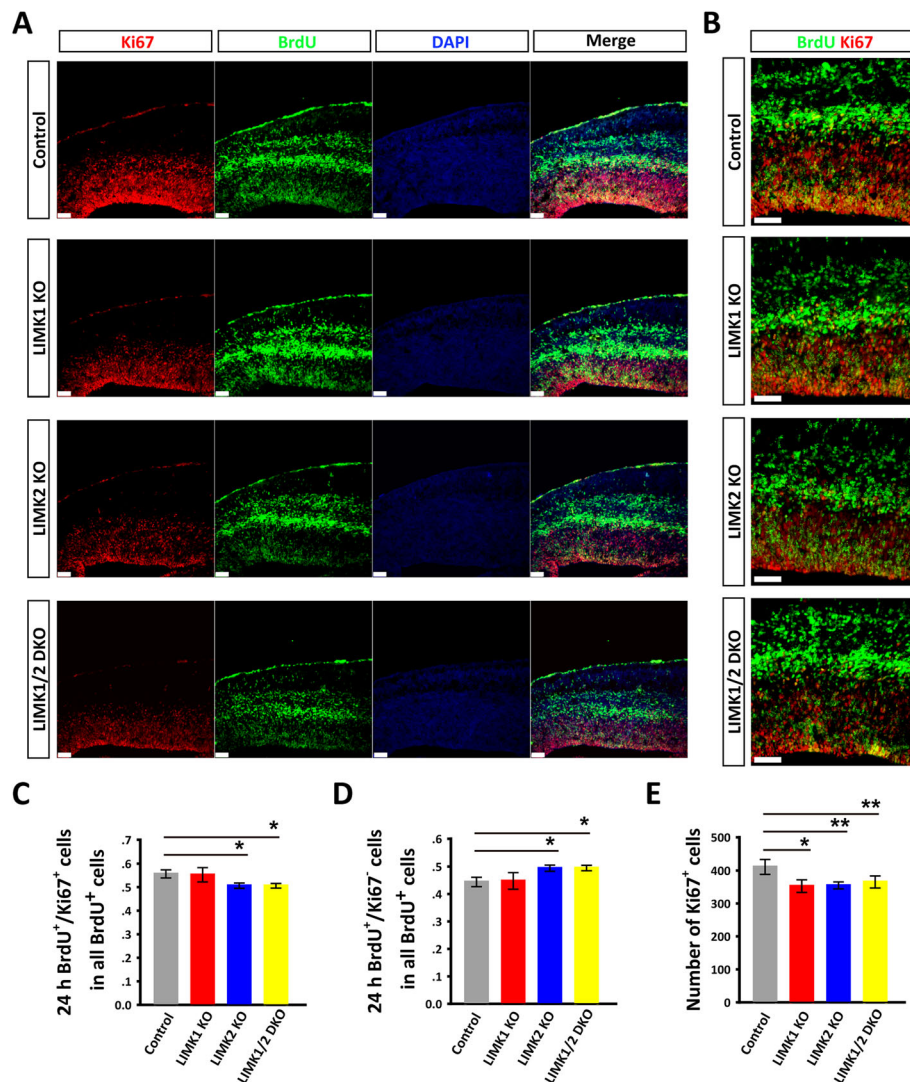 A
Ki67 BrdU DAPI Merge
Control
LIMK1 KO
LIMK2 KO
LIMK1/2 DKO
B
BrdU Ki67
Control
LIMK1 KO
LIMK2 KO
LIMK1/2 DKO
C
24 h BrdU⁺/Ki67⁺ cells
in all BrdU⁺ cells
.7
.6
.5
.4
.3
.2
.1
0.0
*
*
Control
LIMK1 KO
LIMK2 KO
LIMK1/2 DKO
D
24 h BrdU⁺/Ki67⁻ cells
in all BrdU⁺ cells
.6
.5
.4
.3
.2
.1
0.0
*
*
Control
LIMK1 KO
LIMK2 KO
LIMK1/2 DKO
E
Number of Ki67⁺ cells
500
400
300
200
100
0
**
**
*
Control
LIMK1 KO
LIMK2 KO
LIMK1/2 DKO